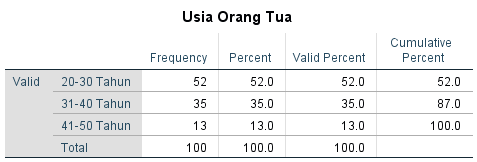 Usia Orang Tua
Frequency Percent Valid Percent Cumulative Percent
Valid 20-30 Tahun 52 52.0 52.0 52.0
31-40 Tahun 35 35.0 35.0 87.0
41-50 Tahun 13 13.0 13.0 100.0
Total 100 100.0 100.0